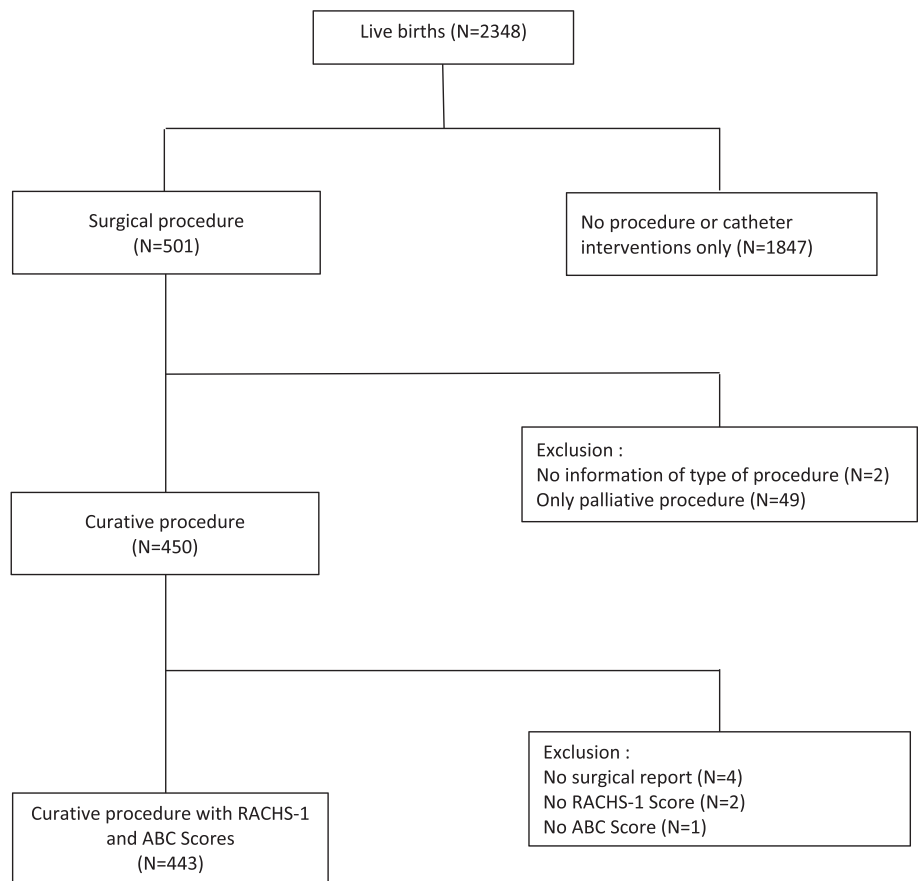 Live births (N=2348)
Surgical procedure
(N=501)
No procedure or catheter
interventions only (N=1847)
Exclusion :
No information of type of procedure (N=2)
Only palliative procedure (N=49)
Curative procedure
(N=450)
Exclusion :
No surgical report (N=4)
No RACHS-1 Score (N=2)
No ABC Score (N=1)
Curative procedure with RACHS-1
and ABC Scores
(N=443)